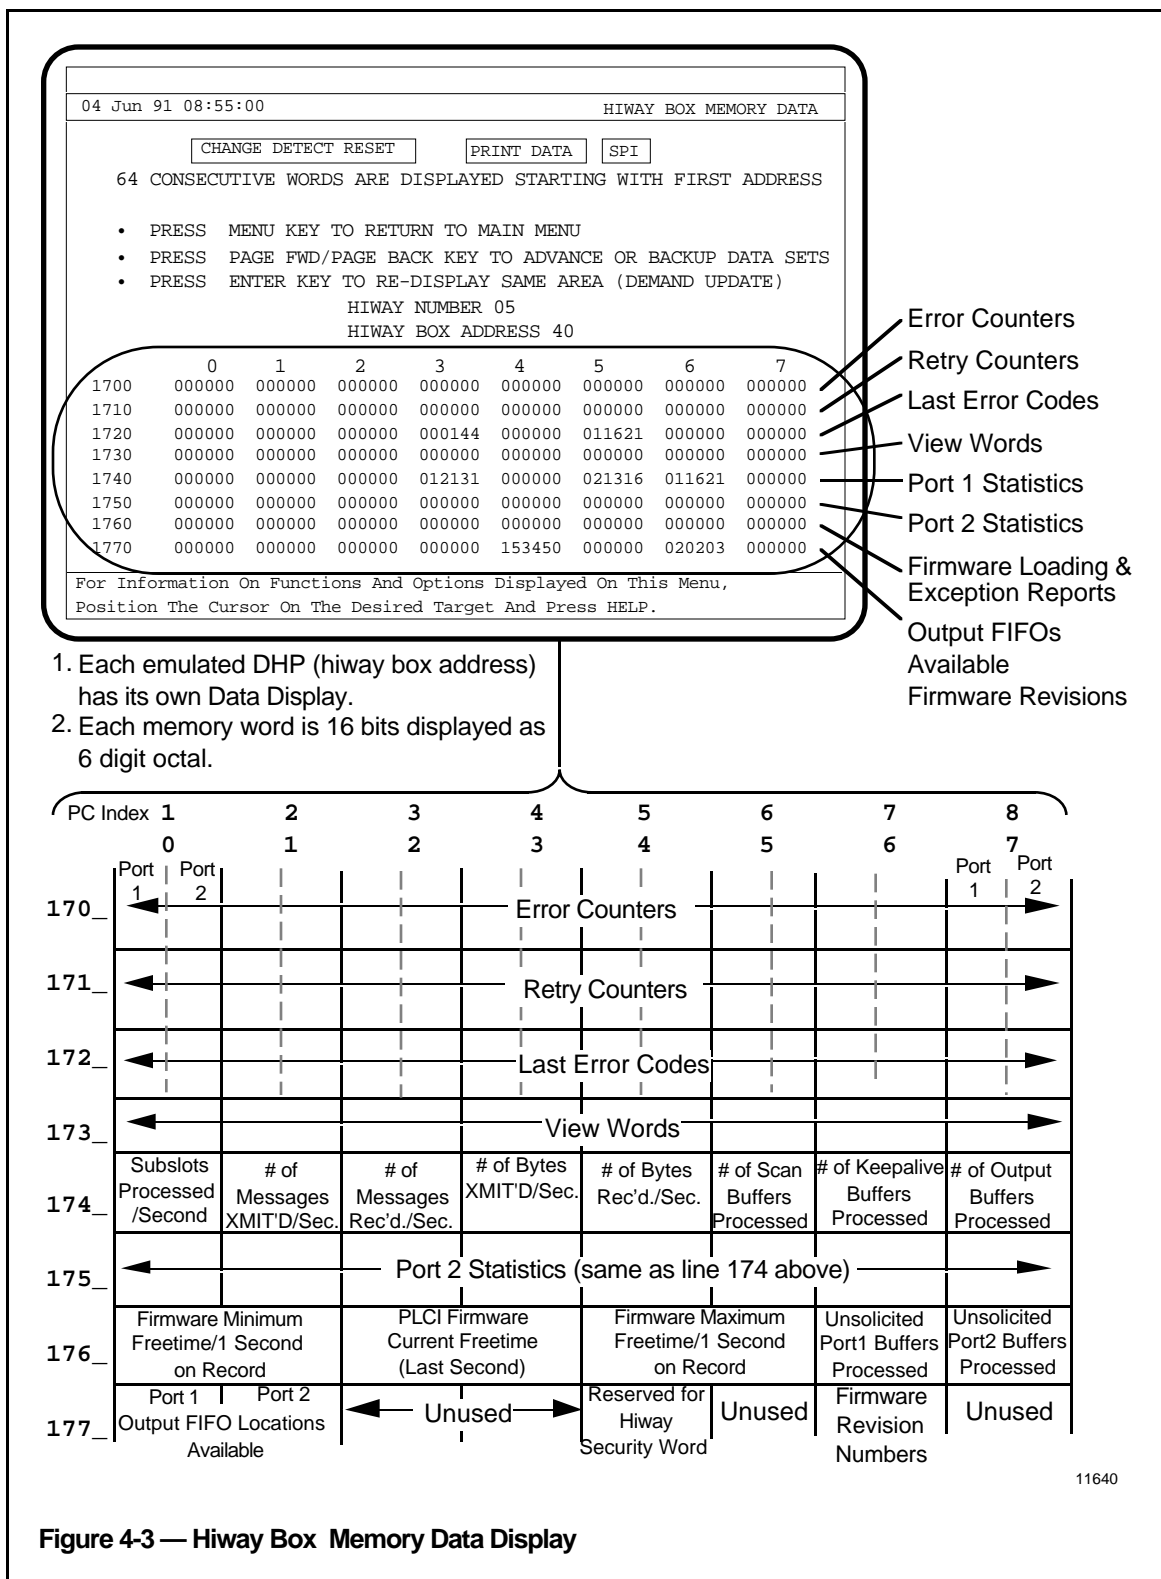 04 Jun 91 08:55:00 HIWAY BOX MEMORY DATA
CHANGE DETECT RESET PRINT DATA SPI
64 CONSECUTIVE WORDS ARE DISPLAYED STARTING WITH FIRST ADDRESS
• PRESS MENU KEY TO RETURN TO MAIN MENU
• PRESS PAGE FWD/PAGE BACK KEY TO ADVANCE OR BACKUP DATA SETS
• PRESS ENTER KEY TO RE-DISPLAY SAME AREA (DEMAND UPDATE)
HIWAY NUMBER 05
HIWAY BOX ADDRESS 40
0 1 2 3 4 5 6 7
1700 000000 000000 000000 000000 000000 000000 000000 000000
1710 000000 000000 000000 000000 000000 000000 000000 000000
1720 000000 000000 000000 000144 000000 011621 000000 000000
1730 000000 000000 000000 000000 000000 000000 000000 000000
1740 000000 000000 000000 012131 000000 021316 011621 000000
1750 000000 000000 000000 000000 000000 000000 000000 000000
1760 000000 000000 000000 000000 000000 000000 000000 000000
1770 000000 000000 000000 000000 153450 000000 020203 000000
For Information On Functions And Options Displayed On This Menu,
Position The Cursor On The Desired Target And Press HELP.
Error Counters
Retry Counters
Last Error Codes
View Words
Port 1 Statistics
Port 2 Statistics
Firmware Loading &
Exception Reports
Output FIFOs
Available
Firmware Revisions
1. Each emulated DHP (hiway box address)
has its own Data Display.
2. Each memory word is 16 bits displayed as
6 digit octal.
PC Index 1 2 3 4 5 6 7 8
0 1 2 3 4 5 6 7
Port 1 Port 2 Port 1 Port 2
170_ Error Counters
171_ Retry Counters
172_ Last Error Codes
173_ View Words
174_
Subslots
Processed
/Second
# of
Messages
XMIT'D/Sec.
# of
Messages
Rec'd./Sec.
# of Bytes
XMIT'D/Sec.
# of Bytes
Rec'd./Sec.
# of Scan
Buffers
Processed
# of Keepalive
Buffers
Processed
# of Output
Buffers
Processed
175_ Port 2 Statistics (same as line 174 above)
176_
Firmware Minimum
Freetime/1 Second
on Record
PLCI Firmware
Current Freetime
(Last Second)
Firmware Maximum
Freetime/1 Second
on Record
Unsolicited
Port1 Buffers
Processed
Unsolicited
Port2 Buffers
Processed
177_
Port 1 Port 2
Output FIFO Locations
Available
Unused
Reserved for
Hiway
Security Word
Unused
Firmware
Revision
Numbers
Unused
11640
Figure 4-3 — Hiway Box Memory Data Display